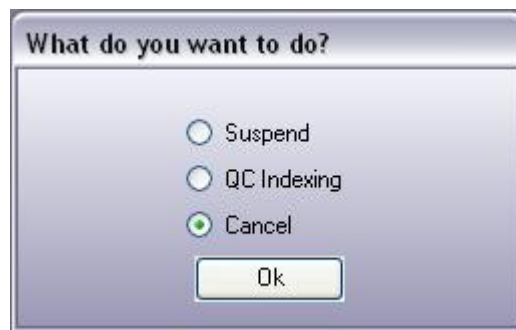 What do you want to do?
Suspend
QC Indexing
Cancel
Ok